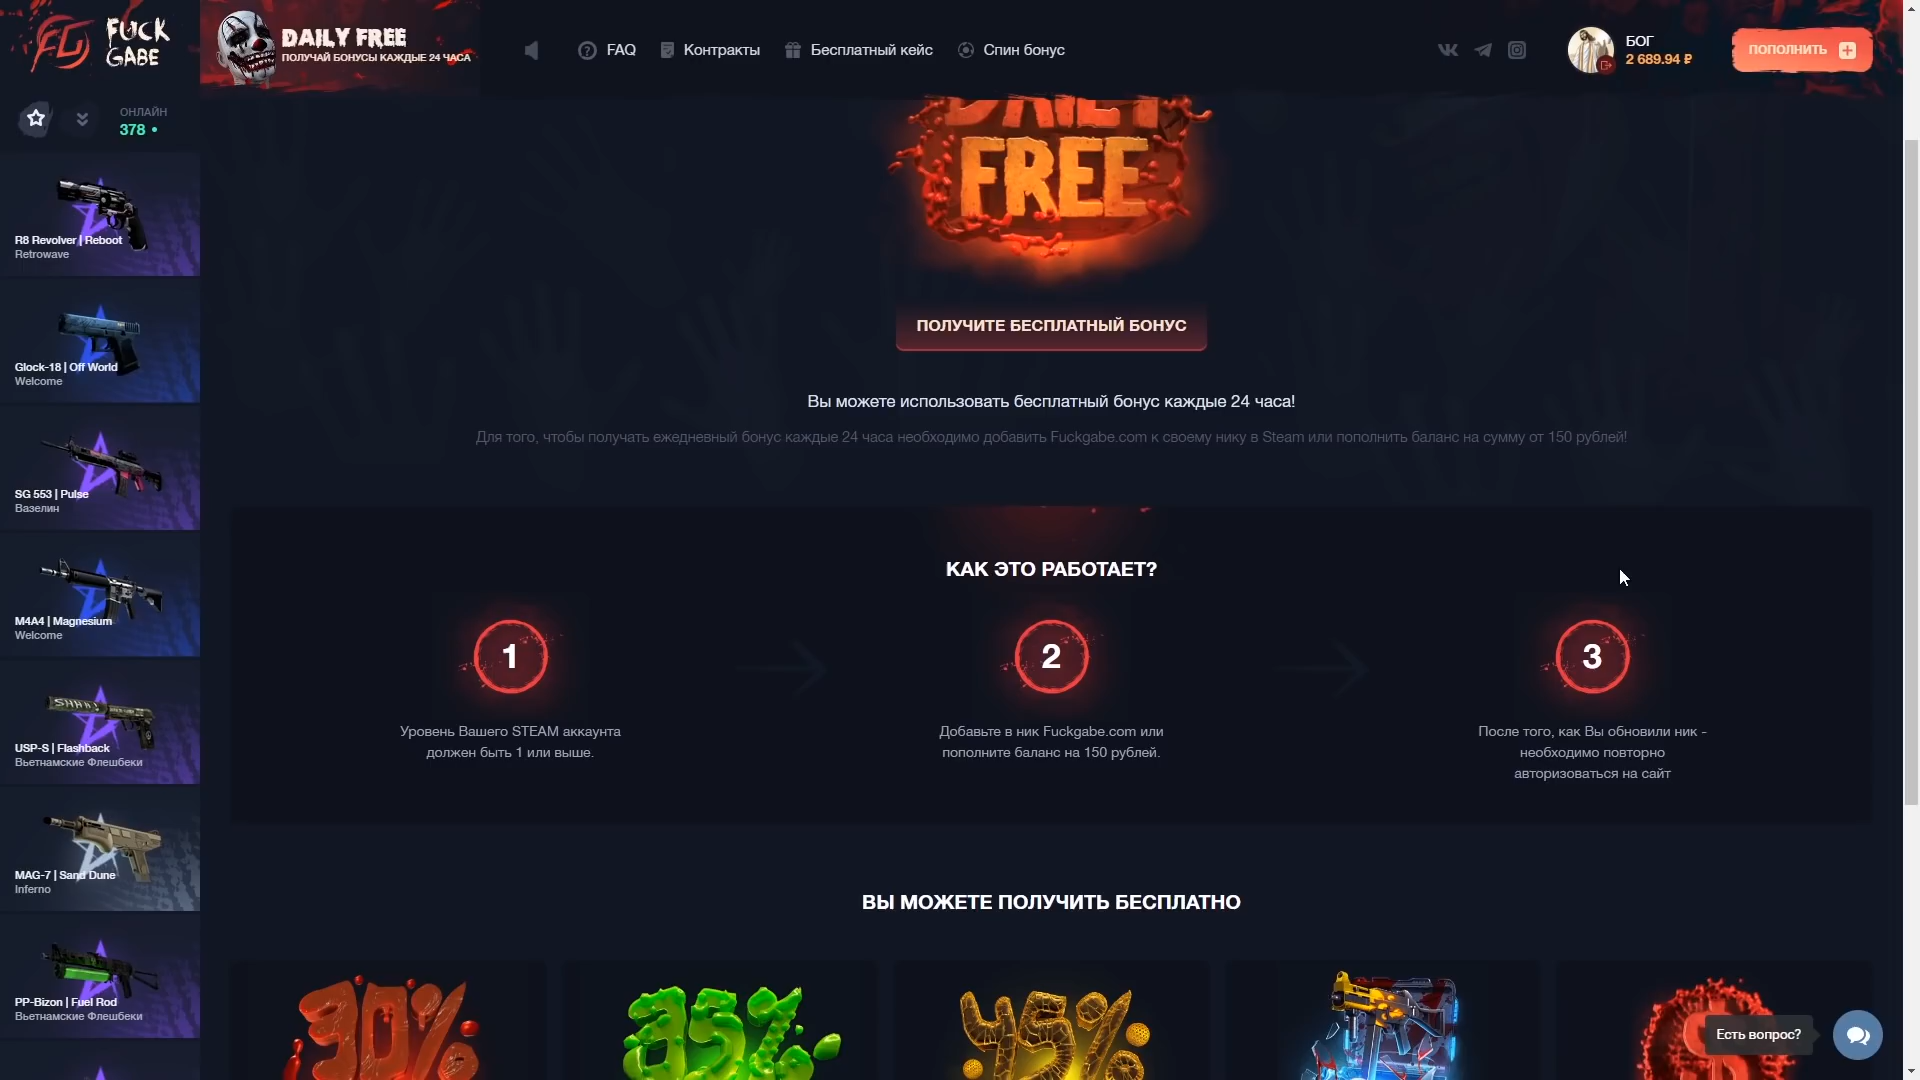 FUCK
GABE
DAILY FREE
ПОЛУЧАЙ БОНУСЫ КАЖДЫЕ 24 ЧАСА
FAQ
Контракты
Бесплатный кейс
Спин бонус
БОГ
2 689.94 ₽
ПОПОЛНИТЬ
ОНЛАЙН
378
R8 Revolver | Reboot
Retrowave
Glock-18 | Off World
Welcome
SG 553 | Pulse
Вазелин
M4A4 | Magnesium
Welcome
USP-S | Flashback
Вьетнамские Флешбеки
MAG-7 | Sand Dune
Inferno
PP-Bizon | Fuel Rod
Вьетнамские Флешбеки
DAILY
FREE
ПОЛУЧИТЕ БЕСПЛАТНЫЙ БОНУС
Вы можете использовать бесплатный бонус каждые 24 часа!
Для того, чтобы получать ежедневный бонус каждые 24 часа необходимо добавить Fuckgabe.com к своему нику в Steam или пополнить баланс на сумму от 150 рублей!
КАК ЭТО РАБОТАЕТ?
1
Уровень Вашего STEAM аккаунта
должен быть 1 или выше.
2
Добавьте в ник Fuckgabe.com или
пополните баланс на 150 рублей.
3
После того, как Вы обновили ник -
необходимо повторно
авторизоваться на сайт
ВЫ МОЖЕТЕ ПОЛУЧИТЬ БЕСПЛАТНО
30%
35%
45%
Есть вопрос?